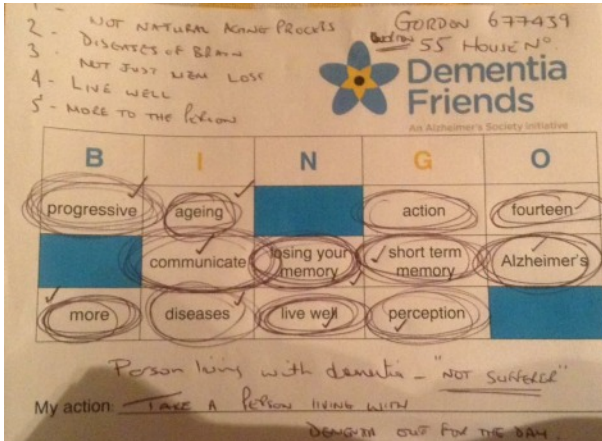 1 -
2 - NOT NATURAL AGING PROCESS
3 - DISEASES OF BRAIN
NOT JUST MEM LOSS
4 - LIVE WELL
5 - MORE TO THE PERSON
GORDON 677439
55 HOUSE No.
Dementia
Friends
An Alzheimer's Society initiative
B I N G O
progressive ageing action fourteen
communicate losing your memory short term memory Alzheimer's
more diseases live well perception
Person living with dementia - "NOT SUFFERER"
My action: TAKE A PERSON LIVING WITH
DEMENTIA OUT FOR THE DAY